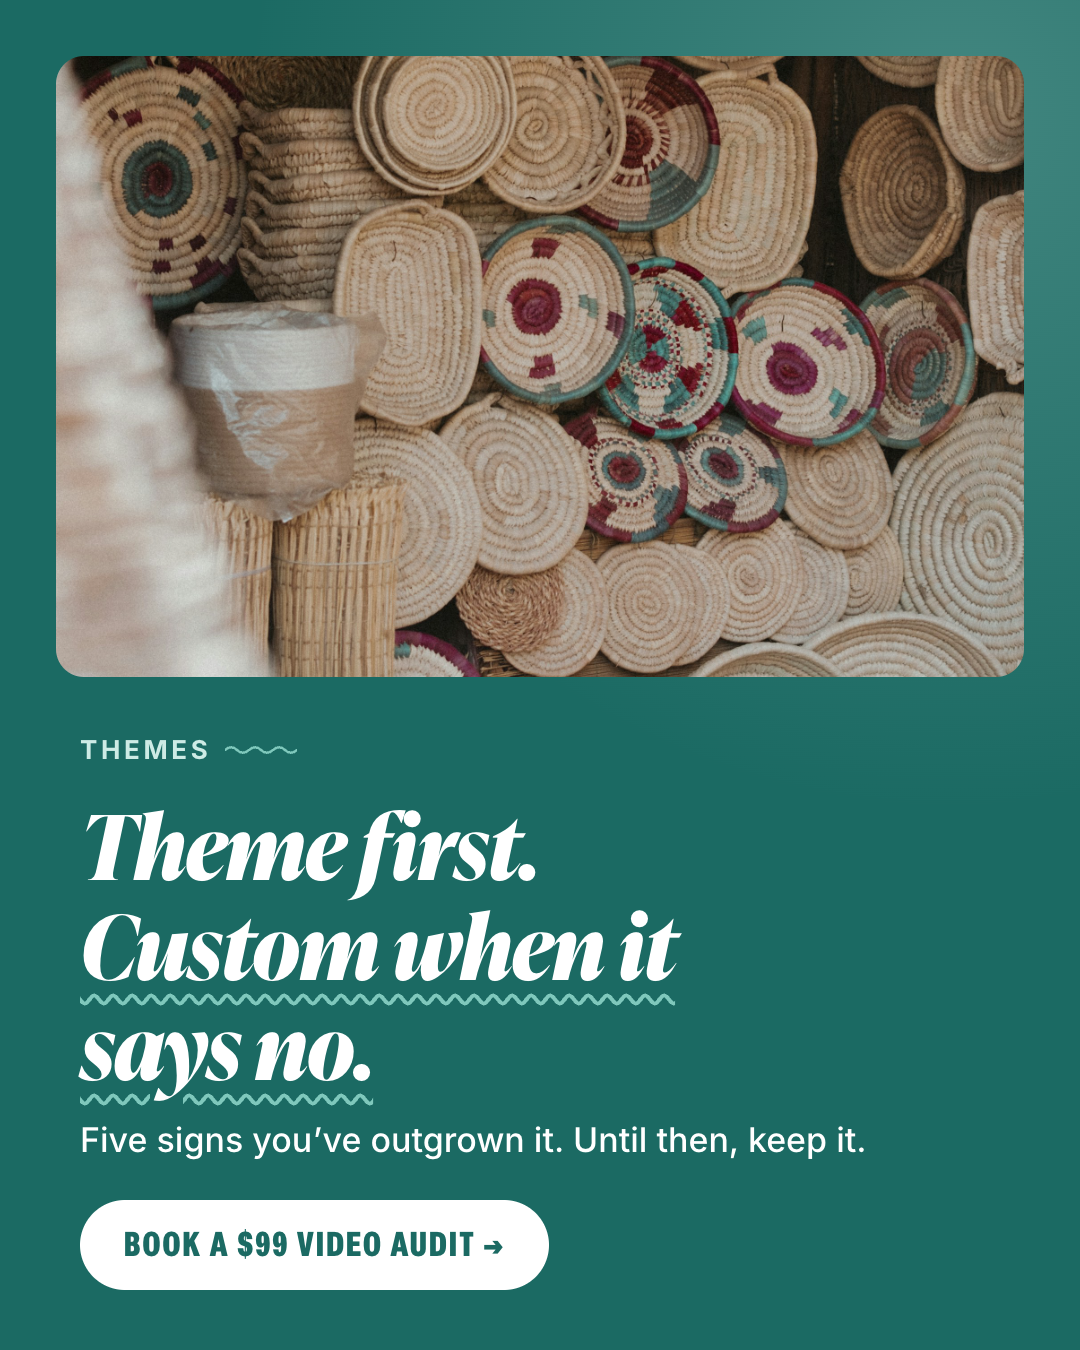 THEMES
Theme first.
Custom when it
says no.
Five signs you’ve outgrown it. Until then, keep it.
BOOK A $99 VIDEO AUDIT →